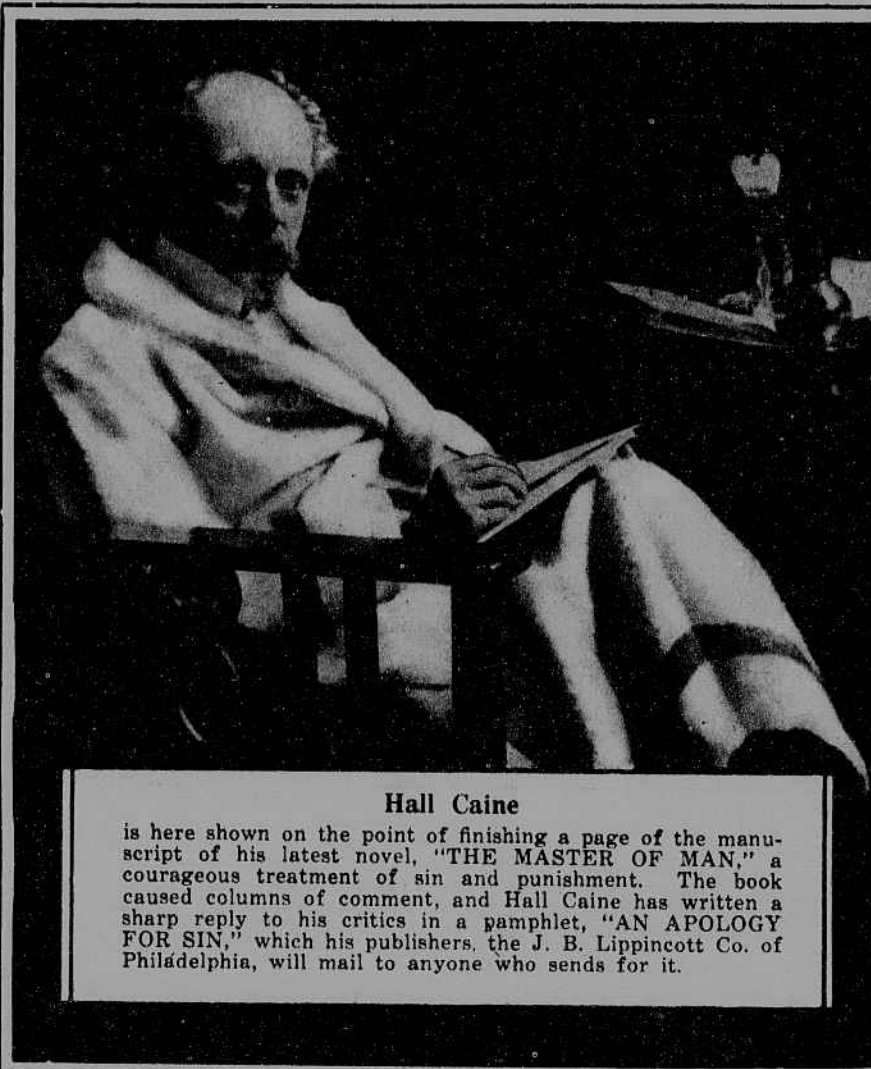 Hall Caine
is here shown on the point of finishing a page of the manu-
script of his latest novel, "THE MASTER OF MAN," a
courageous treatment of sin and punishment. The book
caused columns of comment, and Hall Caine has written a
sharp reply to his critics in a pamphlet, "AN APOLOGY
FOR SIN," which his publishers, the J. B. Lippincott Co. of
Philadelphia, will mail to anyone who sends for it.